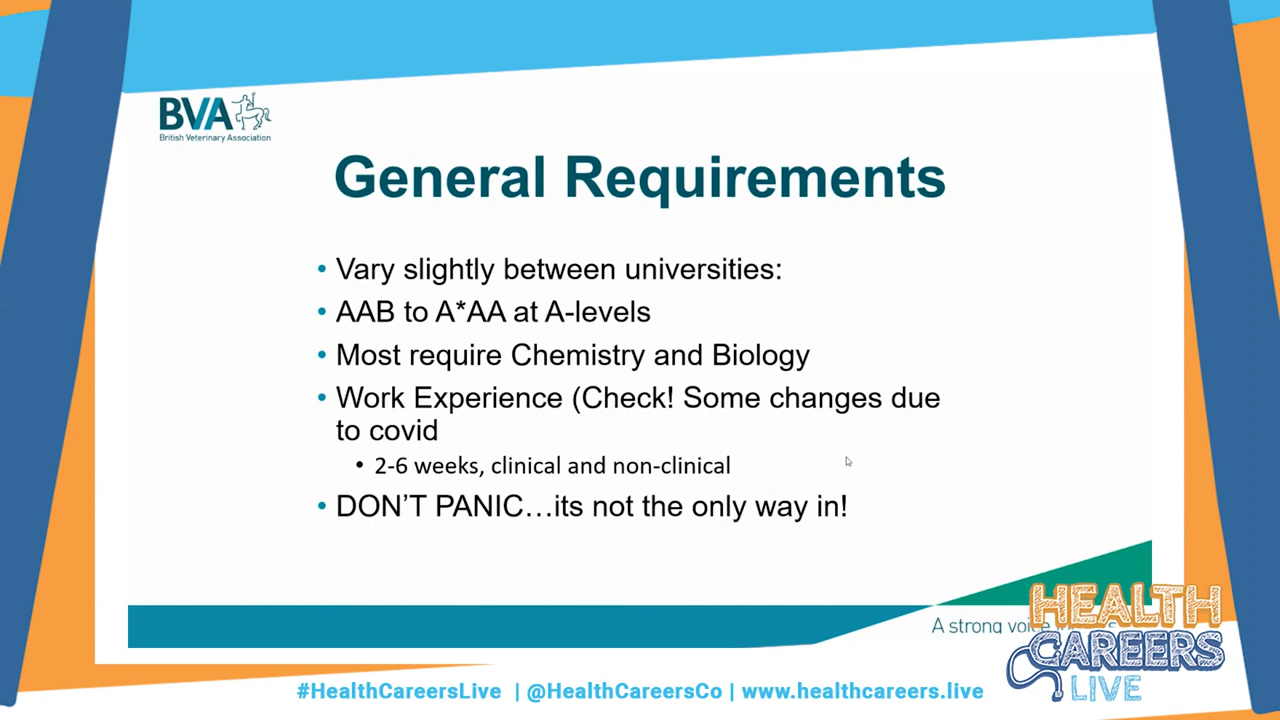 BVA
British Veterinary Association
General Requirements
• Vary slightly between universities:
• AAB to A*AA at A-levels
• Most require Chemistry and Biology
• Work Experience (Check! Some changes due
to covid
• 2-6 weeks, clinical and non-clinical
• DON'T PANIC…its not the only way in!
A strong
HEALTH
CAREERS
LIVE
#HealthCareersLive | @HealthCareersCo | www.healthcareers.live